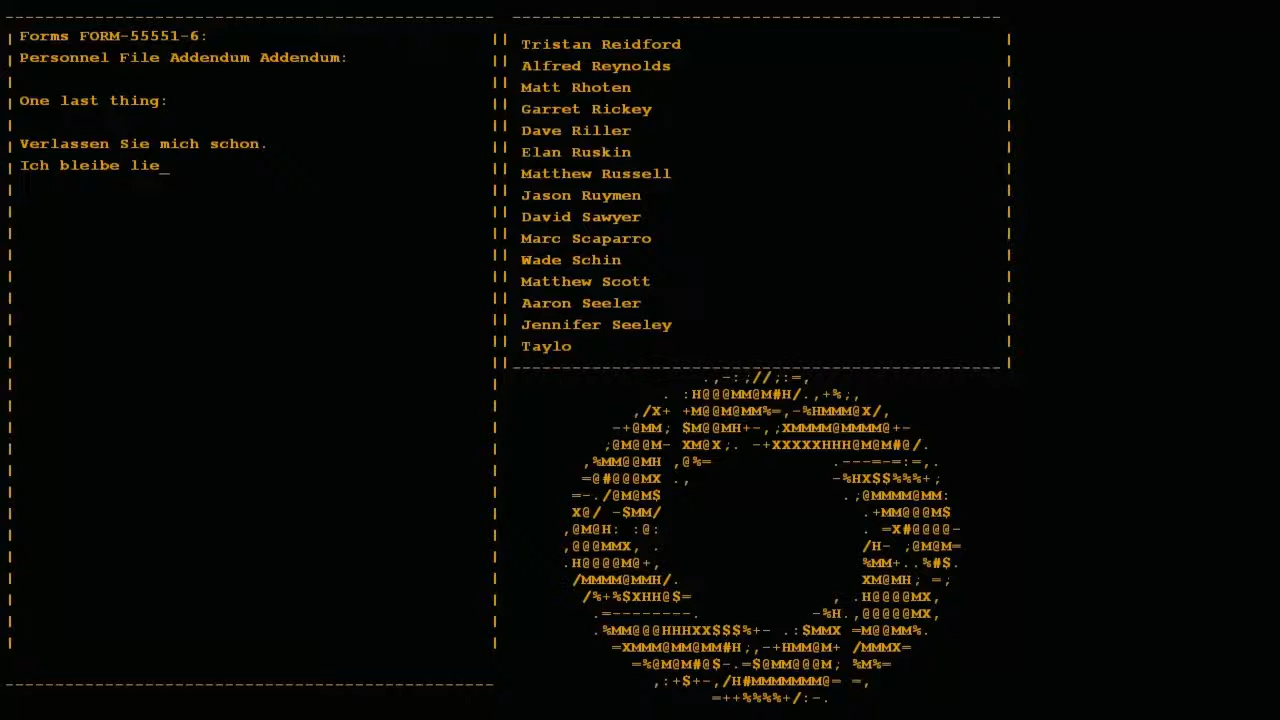 Forms FORM-55551-6:
Personnel File Addendum Addendum:
One last thing:
Verlassen Sie mich schon.
Ich bleibe lie_
Tristan Reidford
Alfred Reynolds
Matt Rhoten
Garret Rickey
Dave Riller
Elan Ruskin
Matthew Russell
Jason Ruymen
David Sawyer
Marc Scaparro
Wade Schin
Matthew Scott
Aaron Seeler
Jennifer Seeley
Taylo